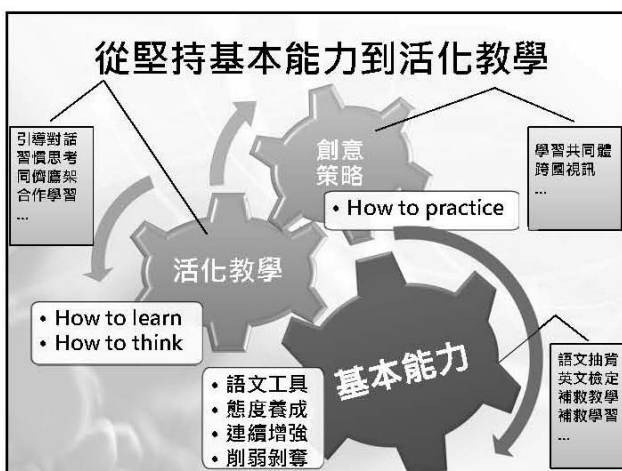 從堅持基本能力到活化教學
引導對話
習慣思考
同儕鷹架
合作學習
...
創意
策略
• How to practice
學習共同體
跨國視訊
...
活化教學
• How to learn
• How to think
基本能力
• 語文工具
• 態度養成
• 連續增強
• 削弱剝奪
語文抽背
英文檢定
補救教學
補救學習
...